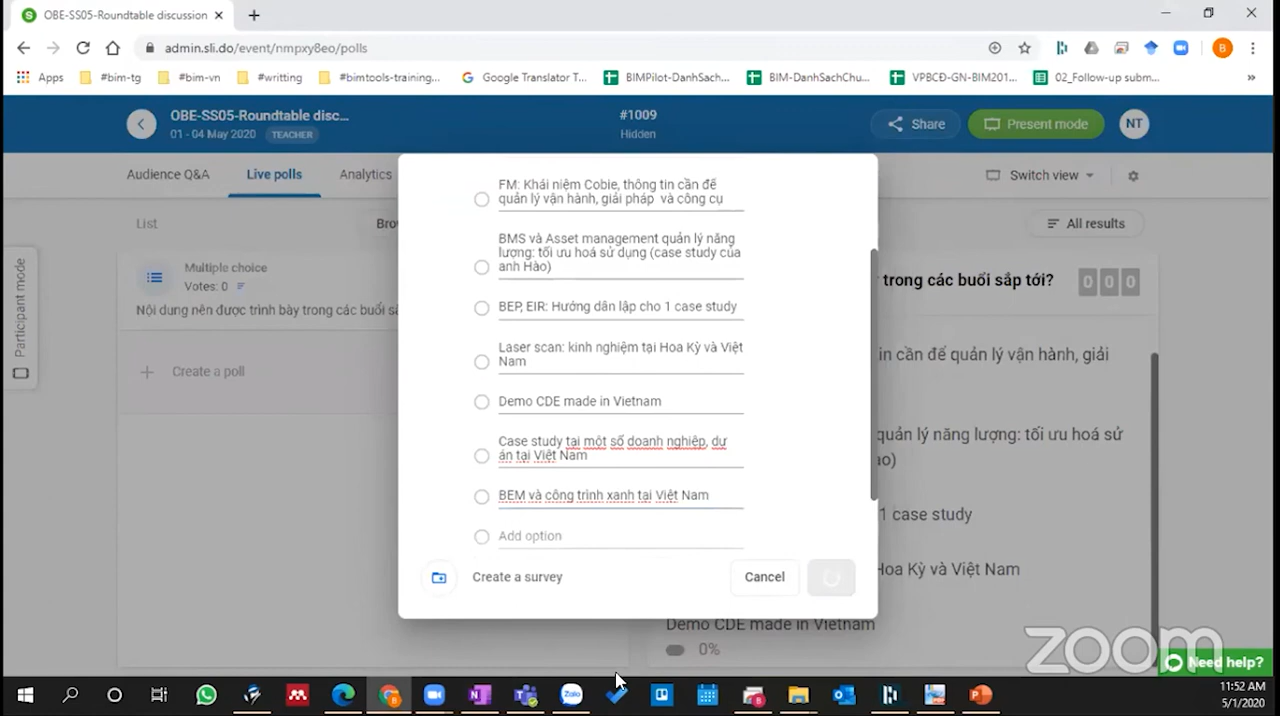 OBE-SS05-Roundtable discussion
admin.sli.do/event/nmpxy8eo/polls
Apps #bim-tg #bim-vn #writting #bimtools-training... Google Translator T... BIMPilot-DanhSach... BIM-DanhSachChu... VPBCĐ-GN-BIM201... 02_Follow-up subm... »
OBE-SS05-Roundtable disc...
01 - 04 May 2020 TEACHER
#1009
Hidden
Share
Present mode
NT
Audience Q&A
Live polls
Analytics
Switch view
List
All results
Participant mode
Multiple choice
Votes: 0
Nội dung nên được trình bày trong các buổi
Create a poll
FM: Khái niệm Cobie, thông tin cần để
quản lý vận hành, giải pháp và công cụ
BMS và Asset management quản lý năng
lượng: tối ưu hoá sử dụng (case study của
anh Hào)
BEP, EIR: Hướng dân lập cho 1 case study
Laser scan: kinh nghiệm tại Hoa Kỳ và Việt
Nam
Demo CDE made in Vietnam
Case study tại một số doanh nghiệp, dự
án tại Việt Nam
BEM và công trình xanh tại Việt Nam
Add option
Create a survey
Cancel
trong các buổi sắp tới?
0 0 0
in cần để quản lý vận hành, giải
quản lý năng lượng: tối ưu hoá sử
1 case study
Hoa Kỳ và Việt Nam
Demo CDE made in Vietnam
0%
zoom
Need help?
Zalo
11:52 AM
5/1/2020